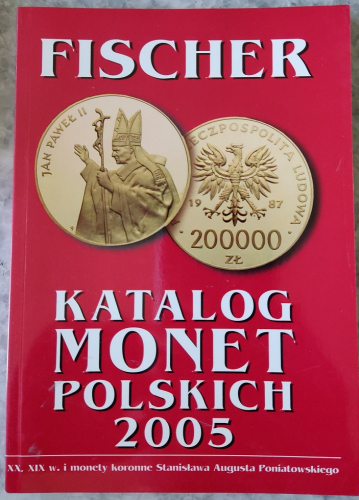 FISCHER
JAN PAWEŁ II
RZECZPOSPOLITA LUDOWA
19 87
200000
ZŁ
KATALOG
MONET
POLSKICH
2005
XX, XIX w. i monety koronne Stanisława Augusta Poniatowskiego